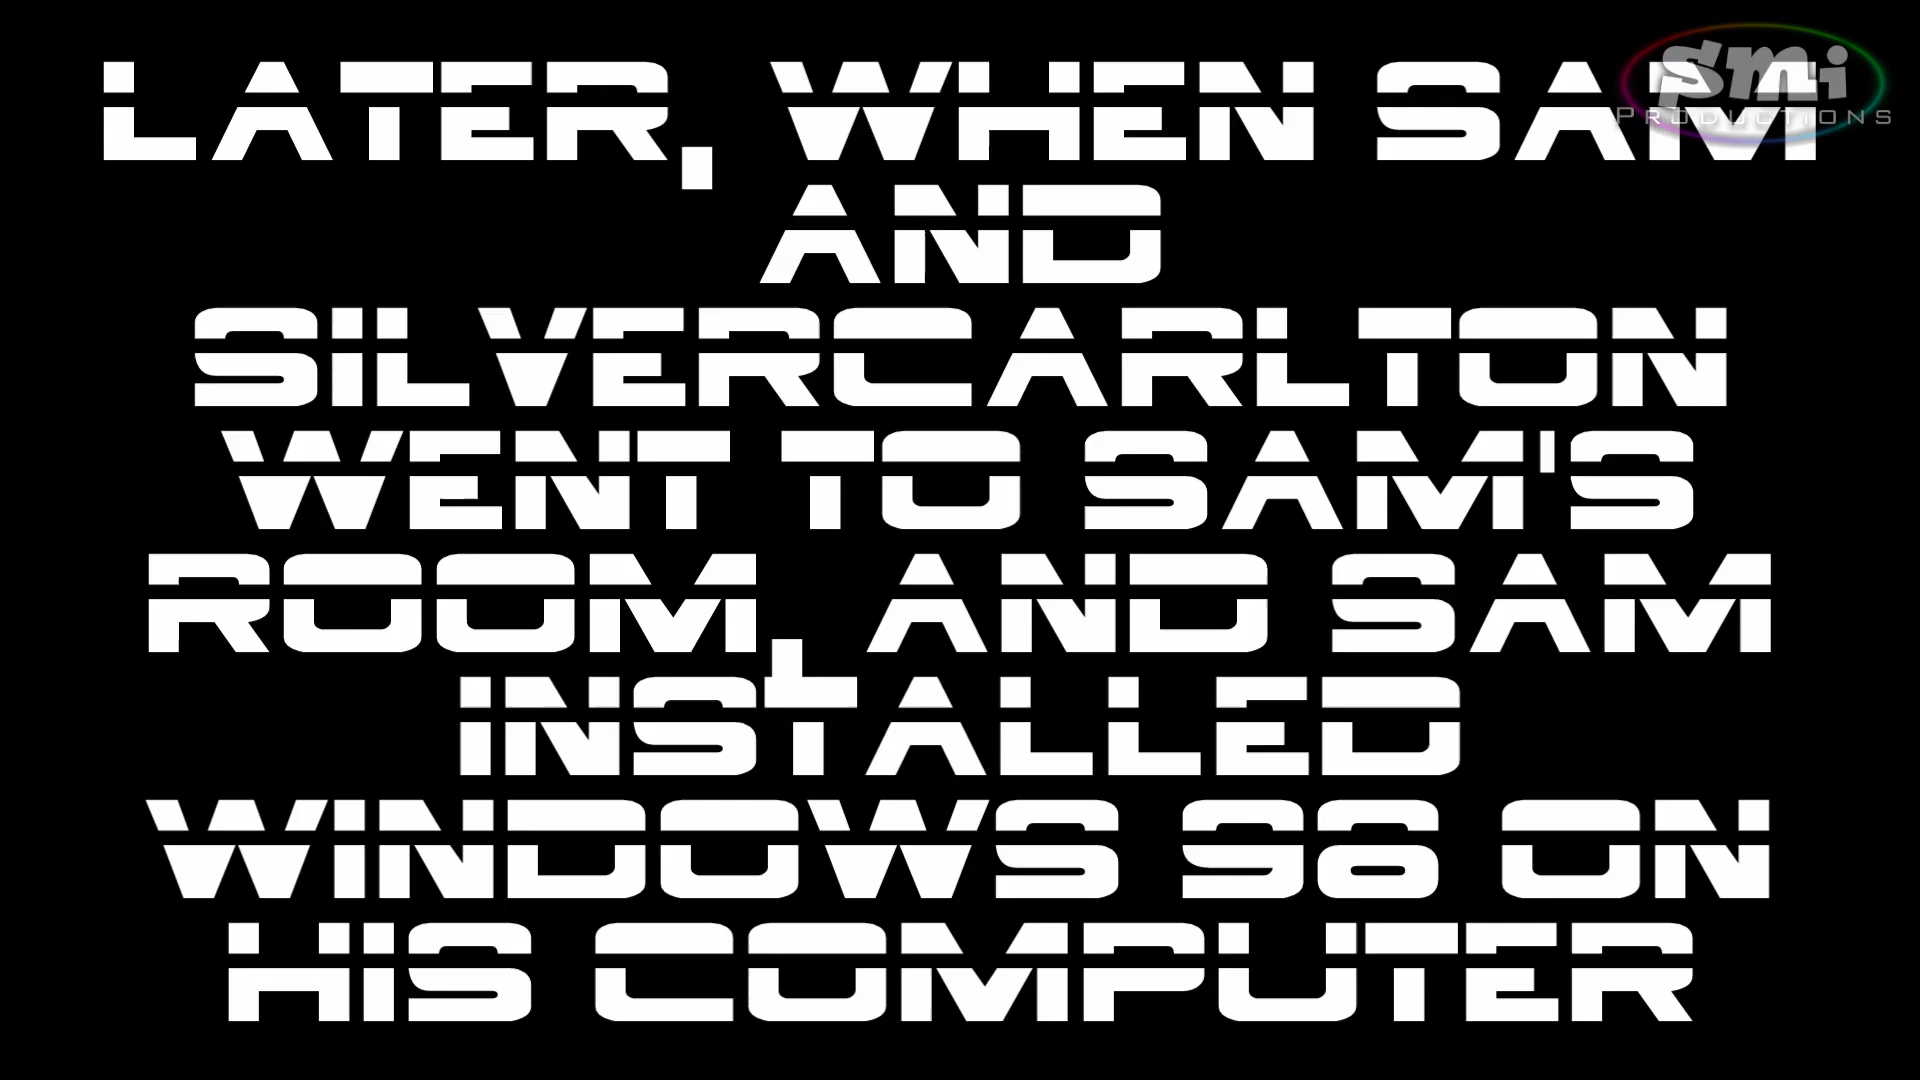 LATER, WHEN SAM
AND
SILVERCARLTON
WENT TO SAM'S
ROOM, AND SAM
INSTALLED
WINDOWS 98 ON
HIS COMPUTER
smi
PRODUCTIONS